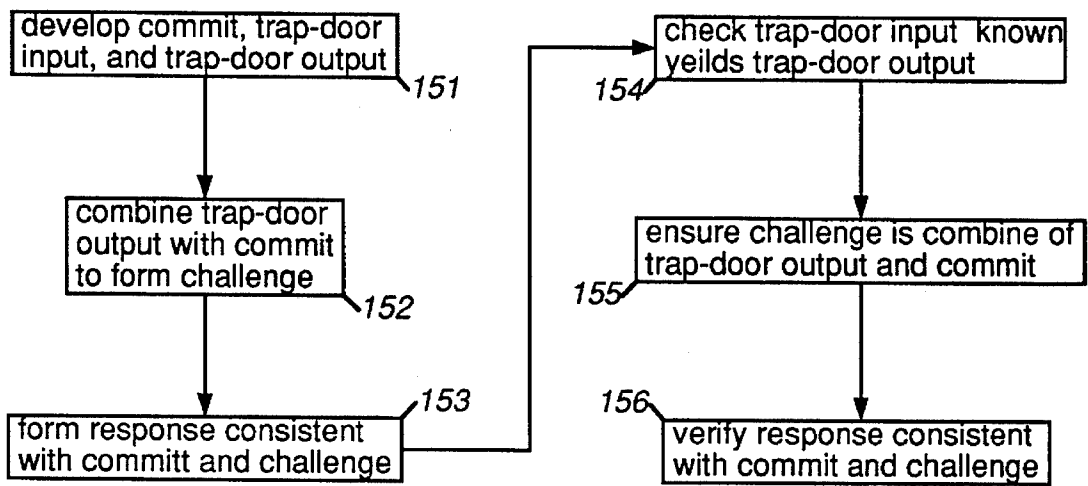 develop commit, trap-door
input, and trap-door output
151
combine trap-door
output with commit
to form challenge
152
form response consistent
with committ and challenge
153
check trap-door input known
yeilds trap-door output
154
ensure challenge is combine of
trap-door output and commit
155
verify response consistent
with commit and challenge
156